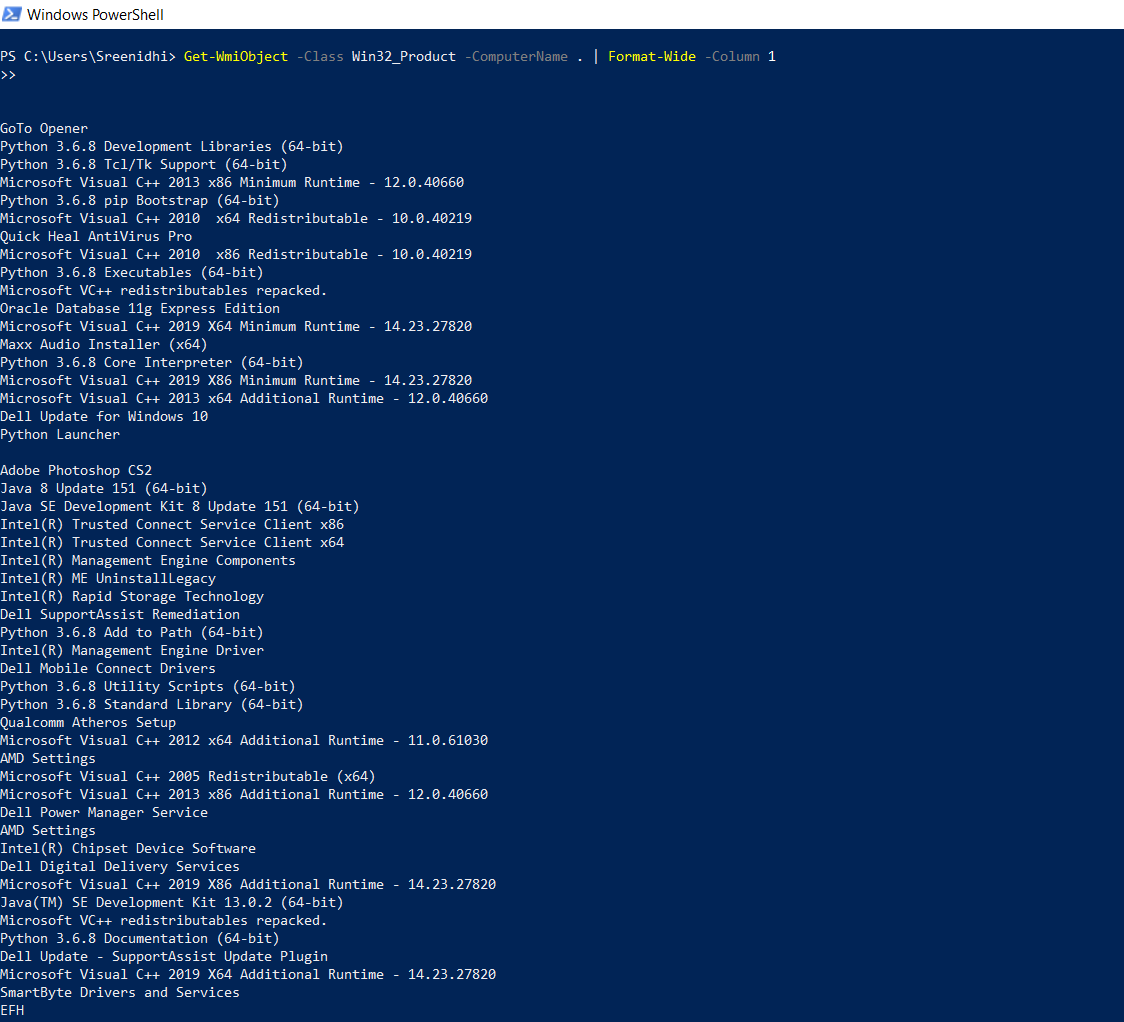 Windows PowerShell
PS C:\Users\Sreenidhi> Get-WmiObject -Class Win32_Product -ComputerName . | Format-Wide -Column 1
>>
GoTo Opener
Python 3.6.8 Development Libraries (64-bit)
Python 3.6.8 Tcl/Tk Support (64-bit)
Microsoft Visual C++ 2013 x86 Minimum Runtime - 12.0.40660
Python 3.6.8 pip Bootstrap (64-bit)
Microsoft Visual C++ 2010  x64 Redistributable - 10.0.40219
Quick Heal AntiVirus Pro
Microsoft Visual C++ 2010  x86 Redistributable - 10.0.40219
Python 3.6.8 Executables (64-bit)
Microsoft VC++ redistributables repacked.
Oracle Database 11g Express Edition
Microsoft Visual C++ 2019 X64 Minimum Runtime - 14.23.27820
Maxx Audio Installer (x64)
Python 3.6.8 Core Interpreter (64-bit)
Microsoft Visual C++ 2019 X86 Minimum Runtime - 14.23.27820
Microsoft Visual C++ 2013 x64 Additional Runtime - 12.0.40660
Dell Update for Windows 10
Python Launcher
Adobe Photoshop CS2
Java 8 Update 151 (64-bit)
Java SE Development Kit 8 Update 151 (64-bit)
Intel(R) Trusted Connect Service Client x86
Intel(R) Trusted Connect Service Client x64
Intel(R) Management Engine Components
Intel(R) ME UninstallLegacy
Intel(R) Rapid Storage Technology
Dell SupportAssist Remediation
Python 3.6.8 Add to Path (64-bit)
Intel(R) Management Engine Driver
Dell Mobile Connect Drivers
Python 3.6.8 Utility Scripts (64-bit)
Python 3.6.8 Standard Library (64-bit)
Qualcomm Atheros Setup
Microsoft Visual C++ 2012 x64 Additional Runtime - 11.0.61030
AMD Settings
Microsoft Visual C++ 2005 Redistributable (x64)
Microsoft Visual C++ 2013 x86 Additional Runtime - 12.0.40660
Dell Power Manager Service
AMD Settings
Intel(R) Chipset Device Software
Dell Digital Delivery Services
Microsoft Visual C++ 2019 X86 Additional Runtime - 14.23.27820
Java(TM) SE Development Kit 13.0.2 (64-bit)
Microsoft VC++ redistributables repacked.
Python 3.6.8 Documentation (64-bit)
Dell Update - SupportAssist Update Plugin
Microsoft Visual C++ 2019 X64 Additional Runtime - 14.23.27820
SmartByte Drivers and Services
EFH